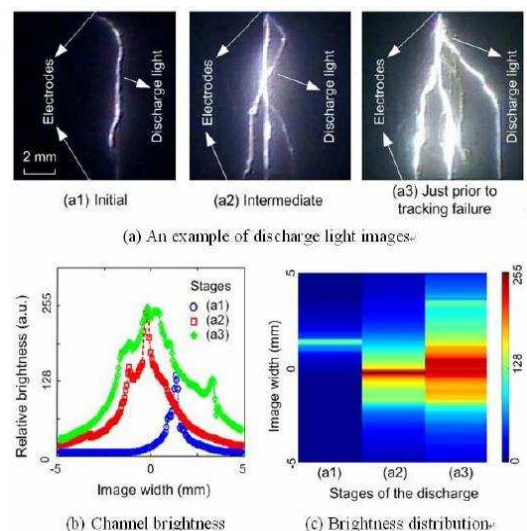 Electrodes
Discharge light
2 mm
Electrodes
Discharge light
Electrodes
Discharge light
(a1) Initial
(a2) Intermediate
(a3) Just prior to
tracking failure
(a) An example of discharge light images
Relative brightness (a.u.)
255
128
0
Stages
(a1)
(a2)
(a3)
-5
0
5
Image width (mm)
(b) Channel brightness
Image width (mm)
5
0
-5
(a1)
(a2)
(a3)
Stages of the discharge
255
128
0
(c) Brightness distribution